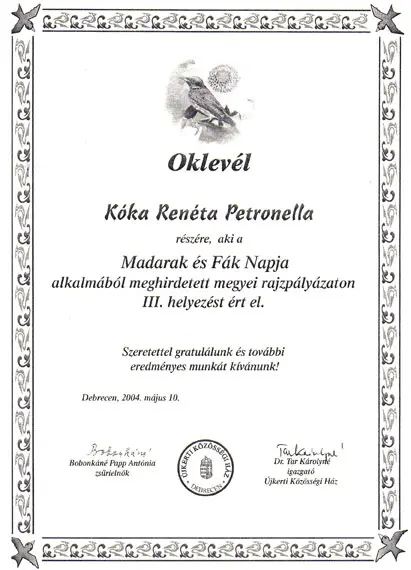 Oklevél
Kóka Renéta Petronella
részére, aki a
Madarak és Fák Napja
alkalmából meghirdetett megyei rajzpályázaton
III. helyezést ért el.
Szeretettel gratulálunk és további
eredményes munkát kívánunk!
Debrecen, 2004. május 10.
Bobonkáné
Bobonkáné Papp Antónia
zsűrielnök
ÚJKERTI KÖZÖSSÉGI HÁZ
DEBRECEN
Tar Károlyné
Dr. Tar Károlyné
igazgató
Újkerti Közösségi Ház